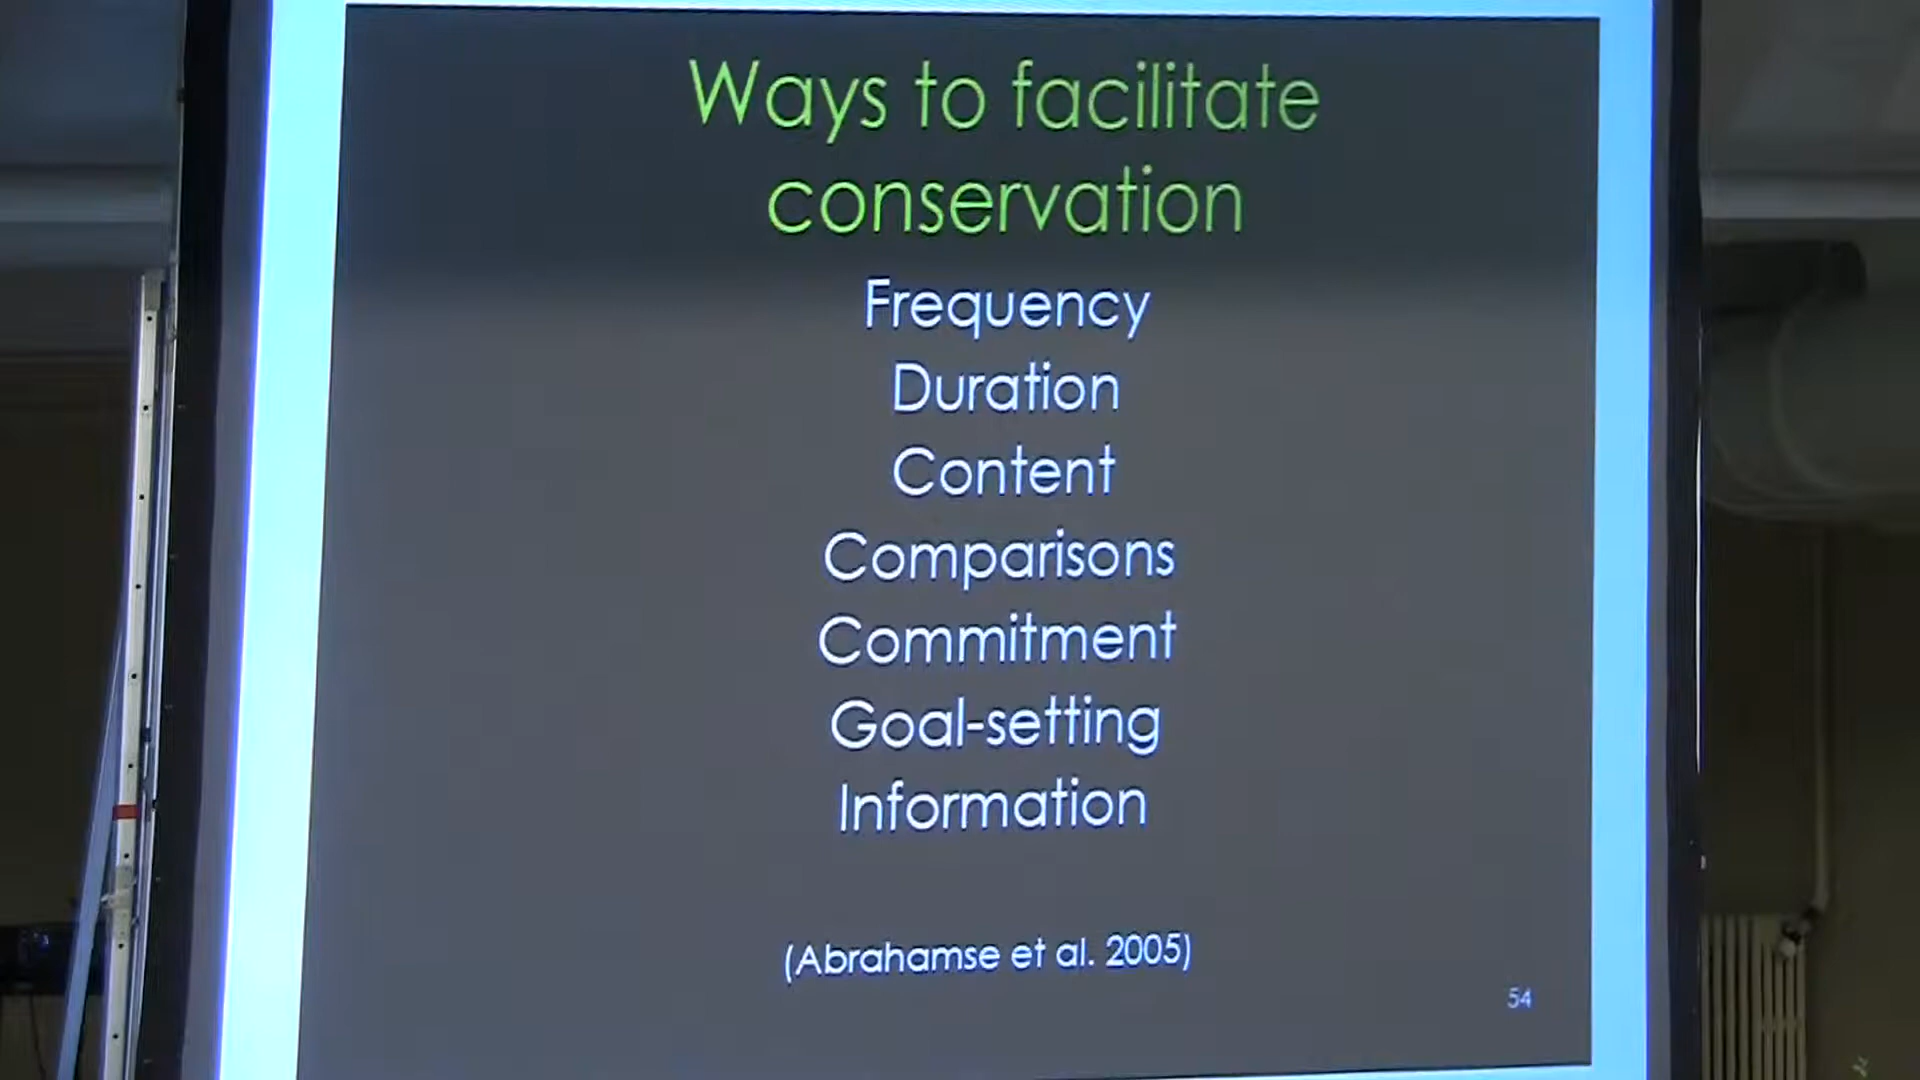 Ways to facilitate
conservation
Frequency
Duration
Content
Comparisons
Commitment
Goal-setting
Information
(Abrahamse et al. 2005)
54